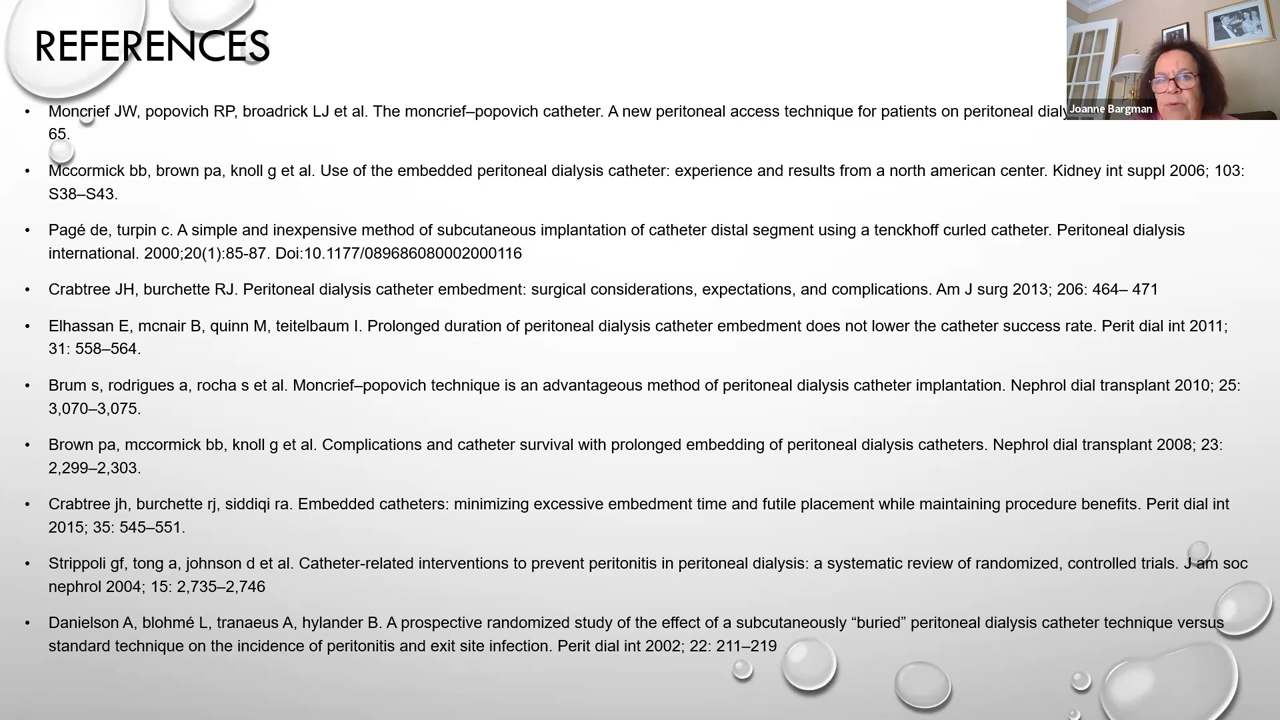 REFERENCES
Joanne Bargman
• Moncrief JW, popovich RP, broadrick LJ et al. The moncrief–popovich catheter. A new peritoneal access technique for patients on peritoneal
65.
• Mccormick bb, brown pa, knoll g et al. Use of the embedded peritoneal dialysis catheter: experience and results from a north american center. Kidney int suppl 2006; 103:
S38–S43.
• Pagé de, turpin c. A simple and inexpensive method of subcutaneous implantation of catheter distal segment using a tenckhoff curled catheter. Peritoneal dialysis
international. 2000;20(1):85-87. Doi:10.1177/089686080002000116
• Crabtree JH, burchette RJ. Peritoneal dialysis catheter embedment: surgical considerations, expectations, and complications. Am J surg 2013; 206: 464– 471
• Elhassan E, mcnair B, quinn M, teitelbaum I. Prolonged duration of peritoneal dialysis catheter embedment does not lower the catheter success rate. Perit dial int 2011;
31: 558–564.
• Brum s, rodrigues a, rocha s et al. Moncrief–popovich technique is an advantageous method of peritoneal dialysis catheter implantation. Nephrol dial transplant 2010; 25:
3,070–3,075.
• Brown pa, mccormick bb, knoll g et al. Complications and catheter survival with prolonged embedding of peritoneal dialysis catheters. Nephrol dial transplant 2008; 23:
2,299–2,303.
• Crabtree jh, burchette rj, siddiqi ra. Embedded catheters: minimizing excessive embedment time and futile placement while maintaining procedure benefits. Perit dial int
2015; 35: 545–551.
• Strippoli gf, tong a, johnson d et al. Catheter-related interventions to prevent peritonitis in peritoneal dialysis: a systematic review of randomized, controlled trials. J am soc
nephrol 2004; 15: 2,735–2,746
• Danielson A, blohmé L, tranaeus A, hylander B. A prospective randomized study of the effect of a subcutaneously “buried” peritoneal dialysis catheter technique versus
standard technique on the incidence of peritonitis and exit site infection. Perit dial int 2002; 22: 211–219